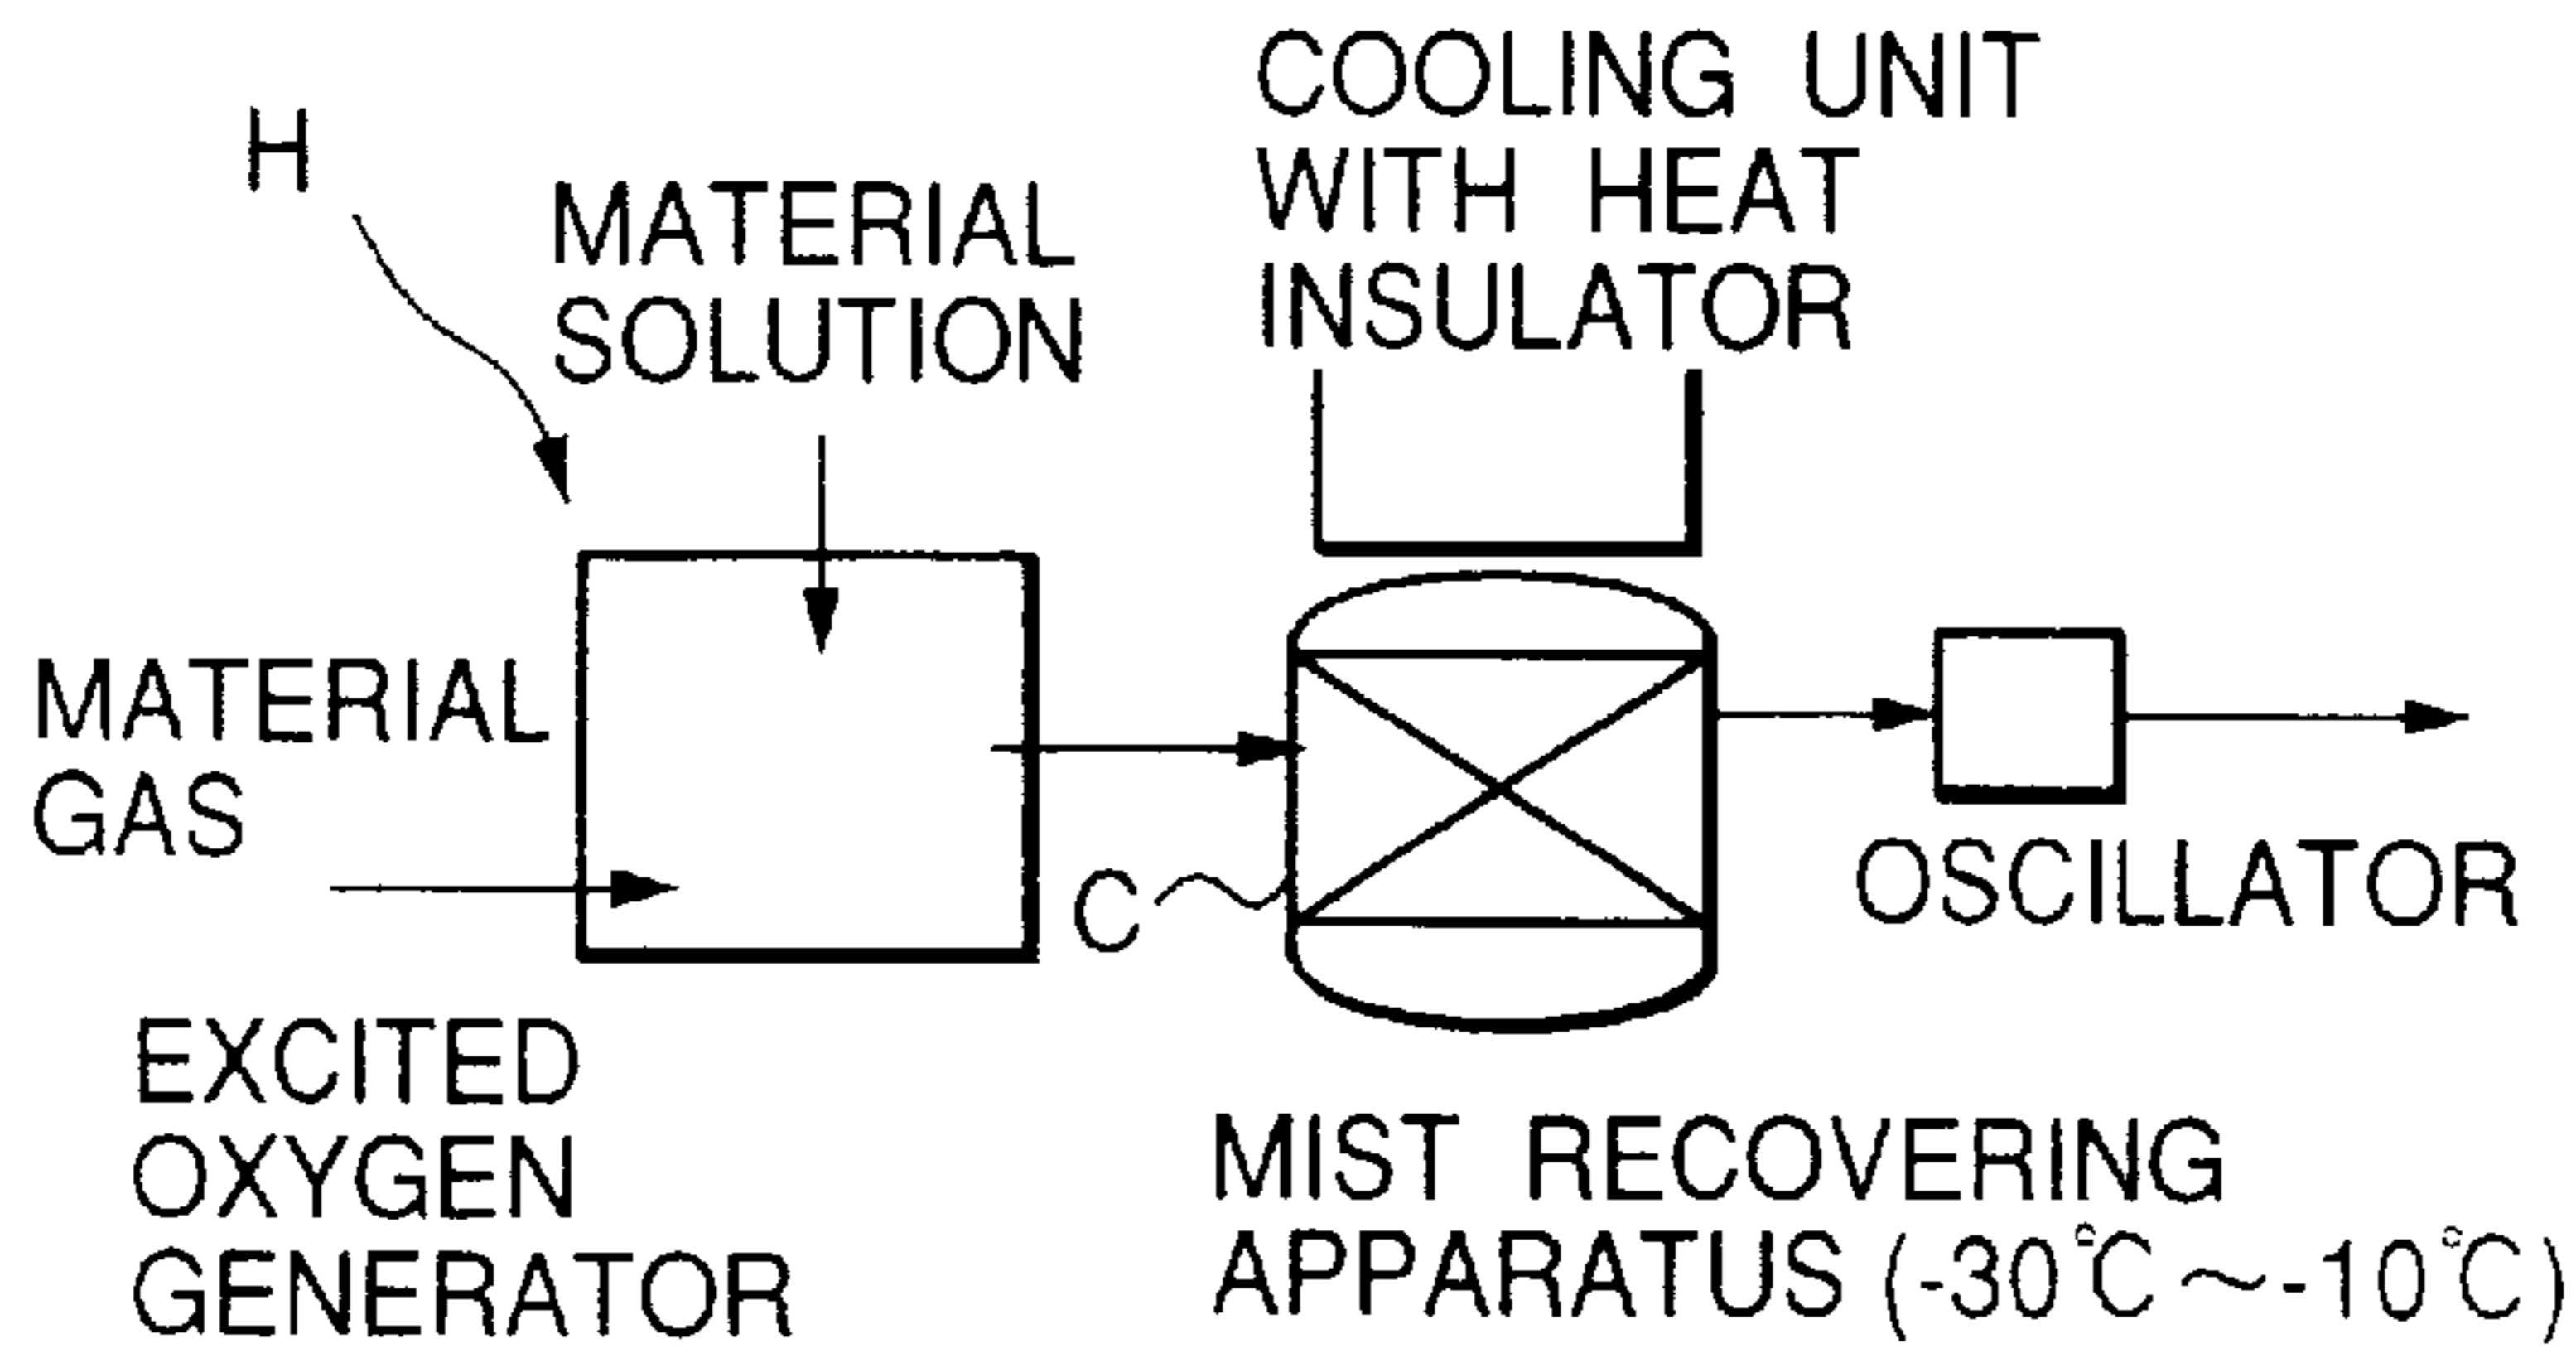 H
MATERIAL
SOLUTION
COOLING UNIT
WITH HEAT
INSULATOR
MATERIAL
GAS
C
OSCILLATOR
EXCITED
OXYGEN
GENERATOR
MIST RECOVERING
APPARATUS (-30℃~-10℃)